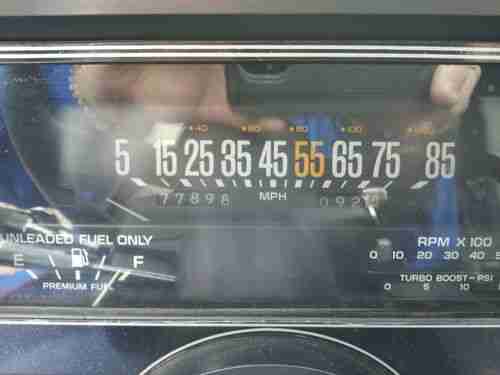 40 60 80 100
5 15 25 35 45 55 65 75 85
77898 MPH 092
UNLEADED FUEL ONLY
E F
PREMIUM FUEL
RPM X 100
0 10 20 30 40
TURBO BOOST-PSI
0 5 10